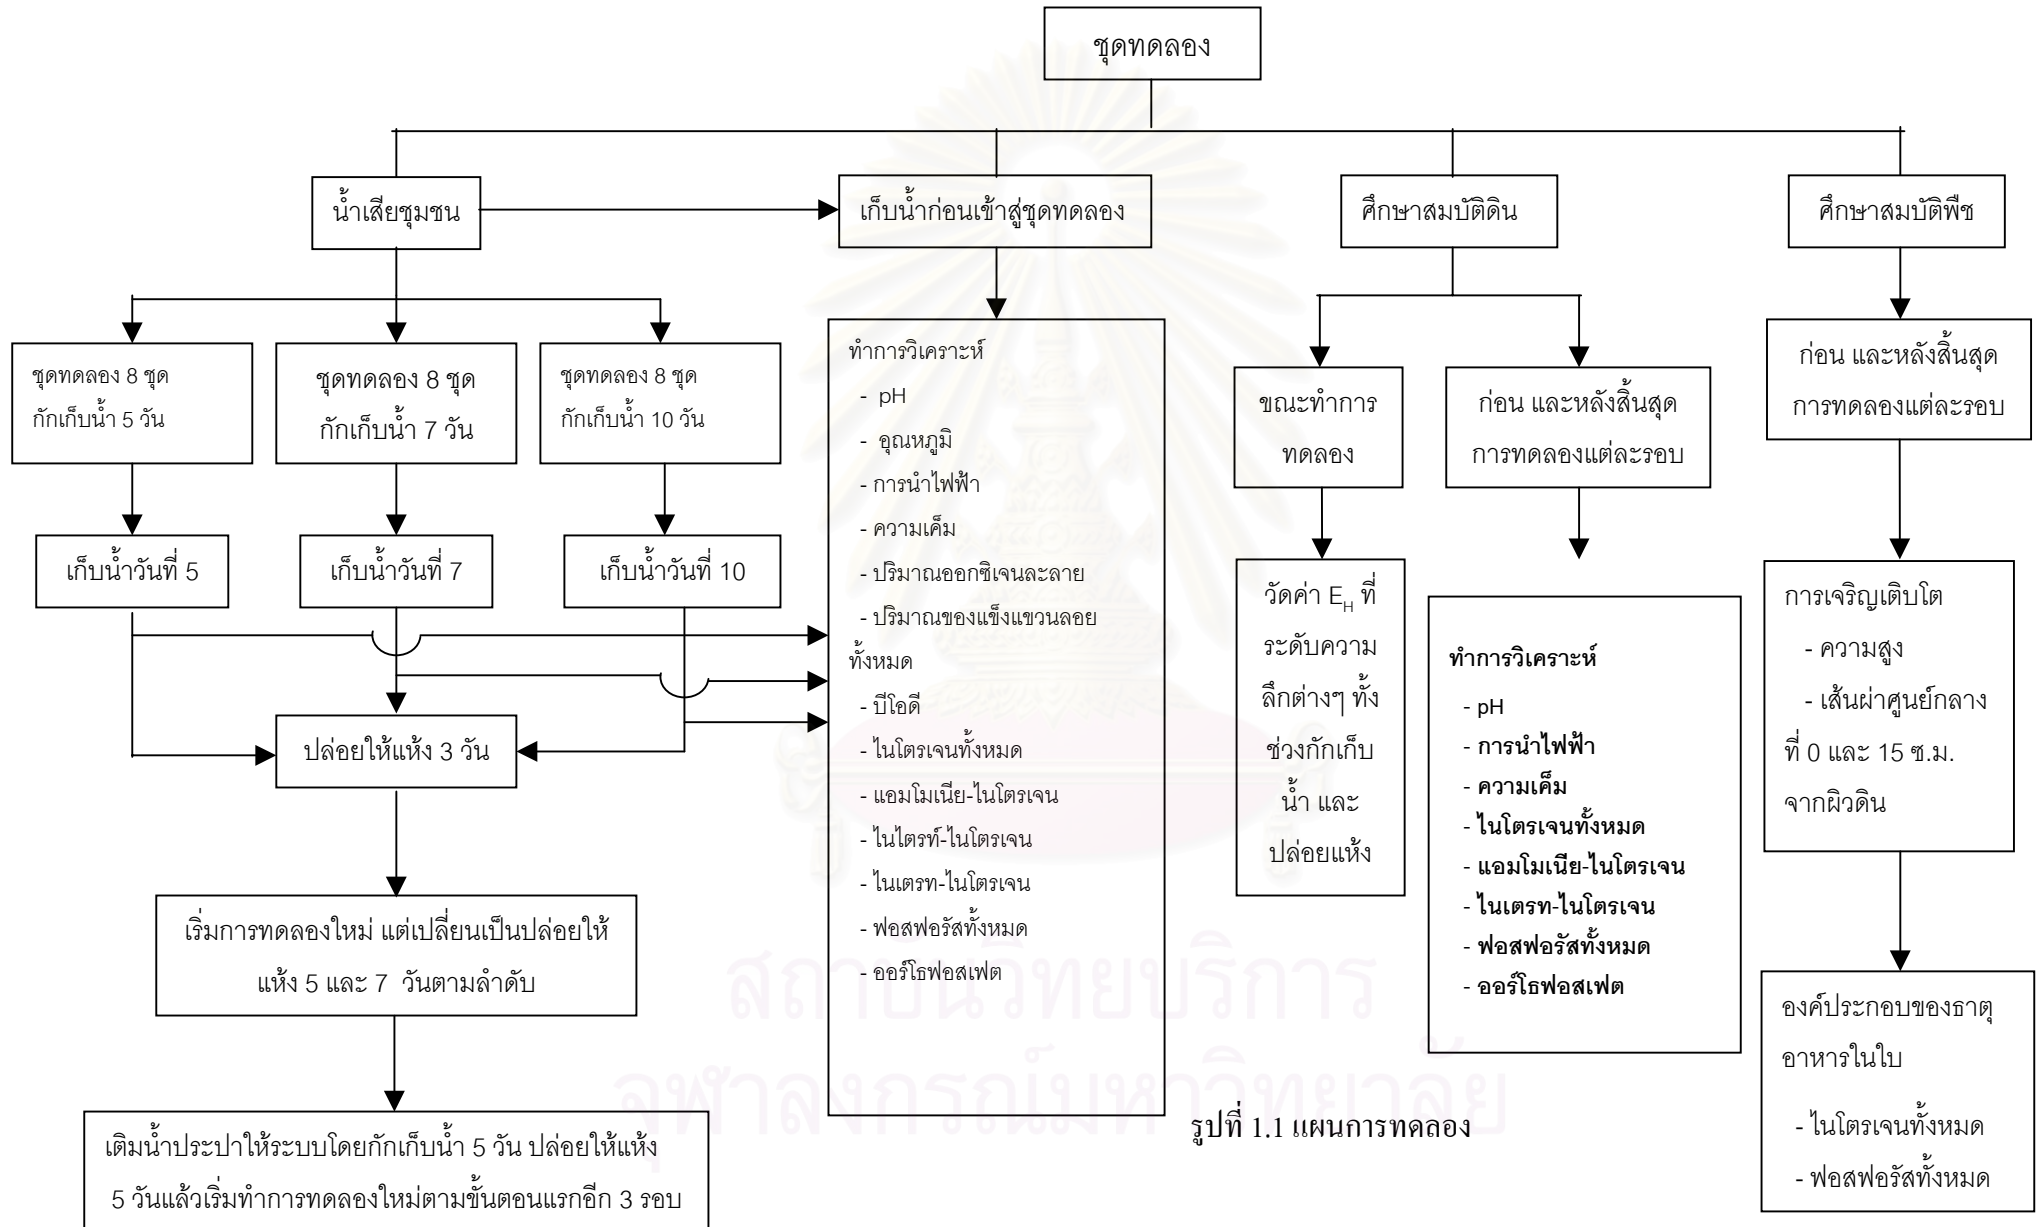 ชุดทดลอง
น้ำเสียชุมชน
เก็บน้ำก่อนเข้าสู่ชุดทดลอง
ศึกษาสมบัติดิน
ศึกษาสมบัติพืช
ชุดทดลอง 8 ชุด
กักเก็บน้ำ 5 วัน
ชุดทดลอง 8 ชุด
กักเก็บน้ำ 7 วัน
ชุดทดลอง 8 ชุด
กักเก็บน้ำ 10 วัน
เก็บน้ำวันที่ 5
เก็บน้ำวันที่ 7
เก็บน้ำวันที่ 10
ปล่อยให้แห้ง 3 วัน
เริ่มการทดลองใหม่ แต่เปลี่ยนเป็นปล่อยให้
แห้ง 5 และ 7 วันตามลำดับ
เติมน้ำประปาให้ระบบโดยกักเก็บน้ำ 5 วัน ปล่อยให้แห้ง
5 วันแล้วเริ่มทำการทดลองใหม่ตามขั้นตอนแรกอีก 3 รอบ
ทำการวิเคราะห์
- pH
- อุณหภูมิ
- การนำไฟฟ้า
- ความเค็ม
- ปริมาณออกซิเจนละลาย
- ปริมาณของแข็งแขวนลอย
ทั้งหมด
- บีโอดี
- ไนโตรเจนทั้งหมด
- แอมโมเนีย-ไนโตรเจน
- ไนไตรท์-ไนโตรเจน
- ไนเตรท-ไนโตรเจน
- ฟอสฟอรัสทั้งหมด
- ออร์โธฟอสเฟต
ขณะทำการ
ทดลอง
วัดค่า E_H ที่
ระดับความ
ลึกต่างๆ ทั้ง
ช่วงกักเก็บ
น้ำ และ
ปล่อยแห้ง
ก่อน และหลังสิ้นสุด
การทดลองแต่ละรอบ
ทำการวิเคราะห์
- pH
- การนำไฟฟ้า
- ความเค็ม
- ไนโตรเจนทั้งหมด
- แอมโมเนีย-ไนโตรเจน
- ไนเตรท-ไนโตรเจน
- ฟอสฟอรัสทั้งหมด
- ออร์โธฟอสเฟต
ก่อน และหลังสิ้นสุด
การทดลองแต่ละรอบ
การเจริญเติบโต
- ความสูง
- เส้นผ่าศูนย์กลาง
ที่ 0 และ 15 ซ.ม.
จากผิวดิน
องค์ประกอบของธาตุ
อาหารในใบ
- ไนโตรเจนทั้งหมด
- ฟอสฟอรัสทั้งหมด
รูปที่ 1.1 แผนการทดลอง
สถาบันวิทยบริการ
จุฬาลงกรณ์มหาวิทยาลัย